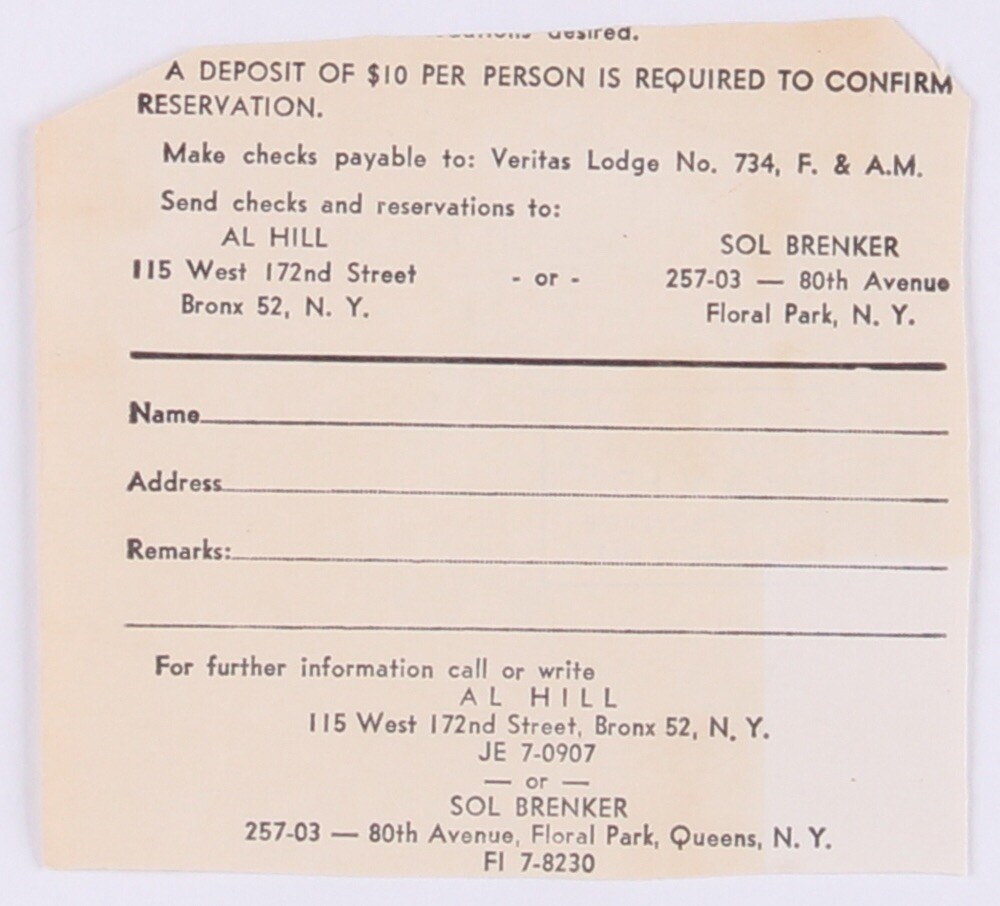 desired.
A DEPOSIT OF $10 PER PERSON IS REQUIRED TO CONFIRM
RESERVATION.
Make checks payable to: Veritas Lodge No. 734, F. & A.M.
Send checks and reservations to:
AL HILL
115 West 172nd Street
Bronx 52, N. Y.
- or -
SOL BRENKER
257-03 — 80th Avenue
Floral Park, N. Y.
Name
Address
Remarks:
For further information call or write
AL HILL
115 West 172nd Street, Bronx 52, N. Y.
JE 7-0907
— or —
SOL BRENKER
257-03 — 80th Avenue, Floral Park, Queens, N. Y.
FI 7-8230